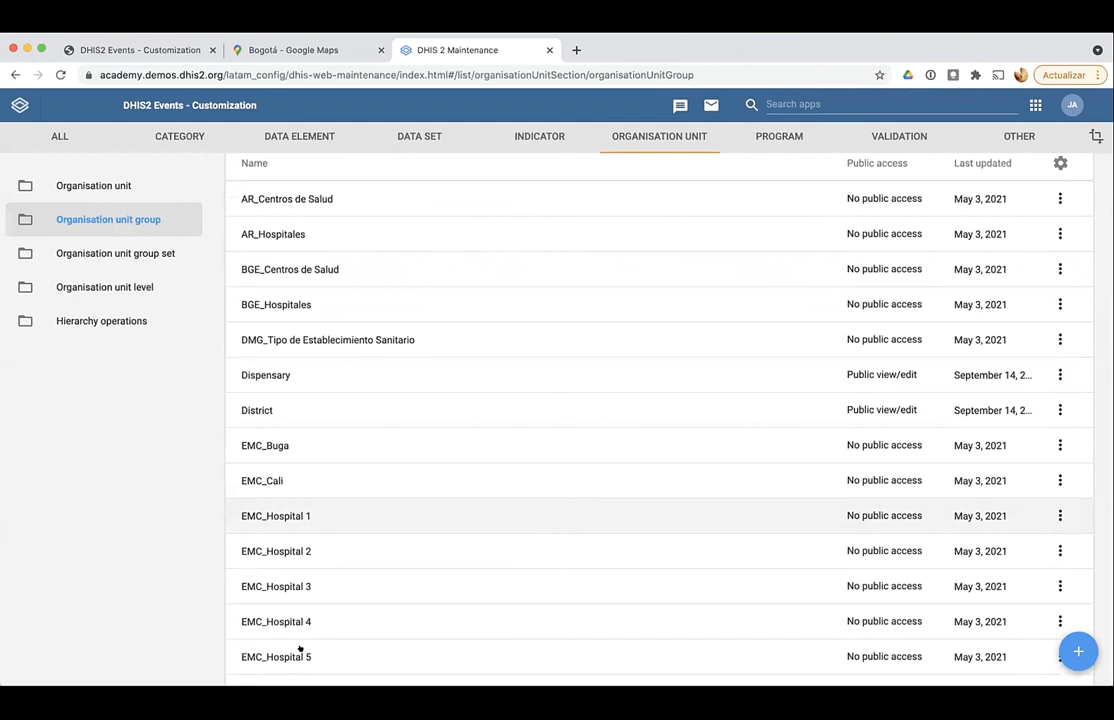 DHIS2 Events - Customization
Bogotá - Google Maps
DHIS 2 Maintenance
academy.demos.dhis2.org/latam_config/dhis-web-maintenance/index.html#/list/organisationUnitSection/organisationUnitGroup
Actualizar
DHIS2 Events - Customization
Search apps
JA
ALL CATEGORY DATA ELEMENT DATA SET INDICATOR ORGANISATION UNIT PROGRAM VALIDATION OTHER
Organisation unit
Organisation unit group
Organisation unit group set
Organisation unit level
Hierarchy operations
Name Public access Last updated
AR_Centros de Salud No public access May 3, 2021
AR_Hospitales No public access May 3, 2021
BGE_Centros de Salud No public access May 3, 2021
BGE_Hospitales No public access May 3, 2021
DMG_Tipo de Establecimiento Sanitario No public access May 3, 2021
Dispensary Public view/edit September 14, 2...
District Public view/edit September 14, 2...
EMC_Buga No public access May 3, 2021
EMC_Cali No public access May 3, 2021
EMC_Hospital 1 No public access May 3, 2021
EMC_Hospital 2 No public access May 3, 2021
EMC_Hospital 3 No public access May 3, 2021
EMC_Hospital 4 No public access May 3, 2021
EMC_Hospital 5 No public access May 3, 2021